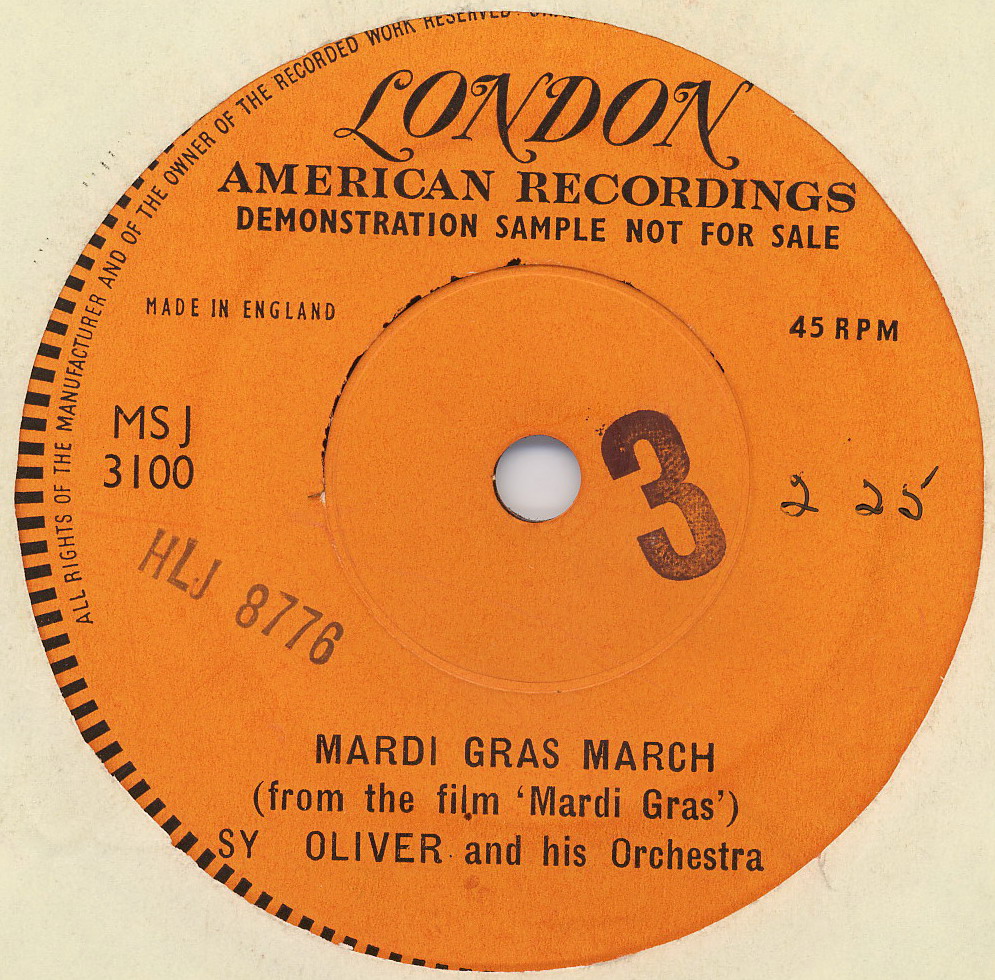 ALL RIGHTS OF THE MANUFACTURER AND OF THE OWNER OF THE RECORDED WORK RESERVED
LONDON
AMERICAN RECORDINGS
DEMONSTRATION SAMPLE NOT FOR SALE
MADE IN ENGLAND
45 RPM
MSJ
3100
3
2 25
HLJ 8776
MARDI GRAS MARCH
(from the film ‘Mardi Gras’)
SY OLIVER and his Orchestra